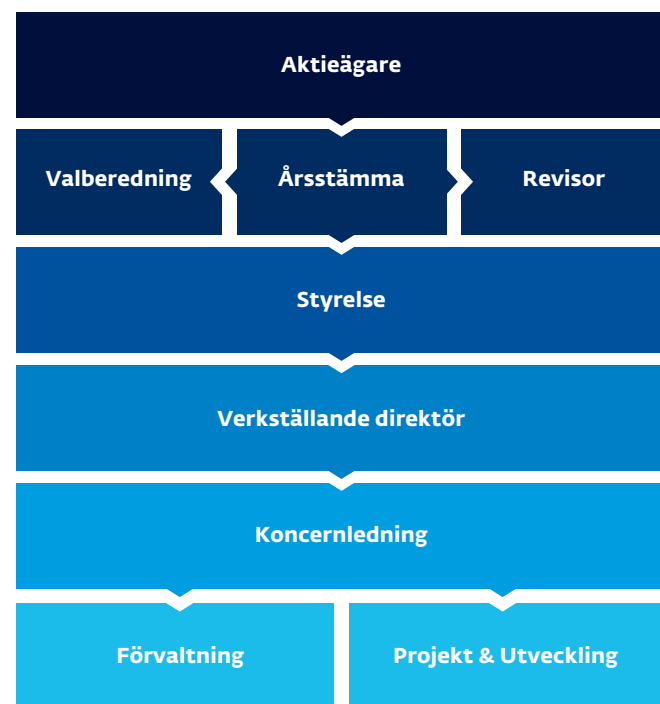 Aktieägare
Valberedning
Årsstämma
Revisor
Styrelse
Verkställande direktör
Koncernledning
Förvaltning
Projekt & Utveckling